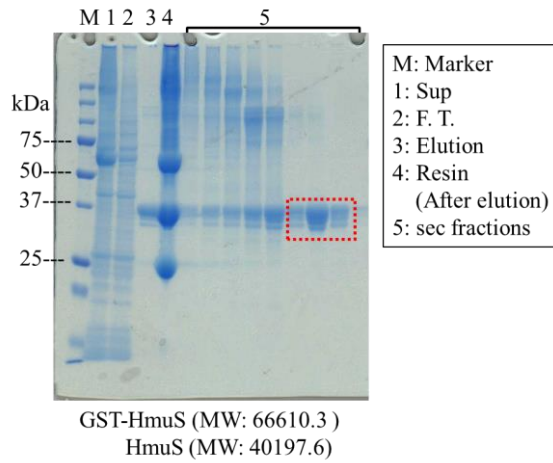 M 1 2 3 4 5
kDa
75----
50----
37----
25---
M: Marker
1: Sup
2: F. T.
3: Elution
4: Resin
(After elution)
5: sec fractions
GST-HmuS (MW: 66610.3 )
HmuS (MW: 40197.6)